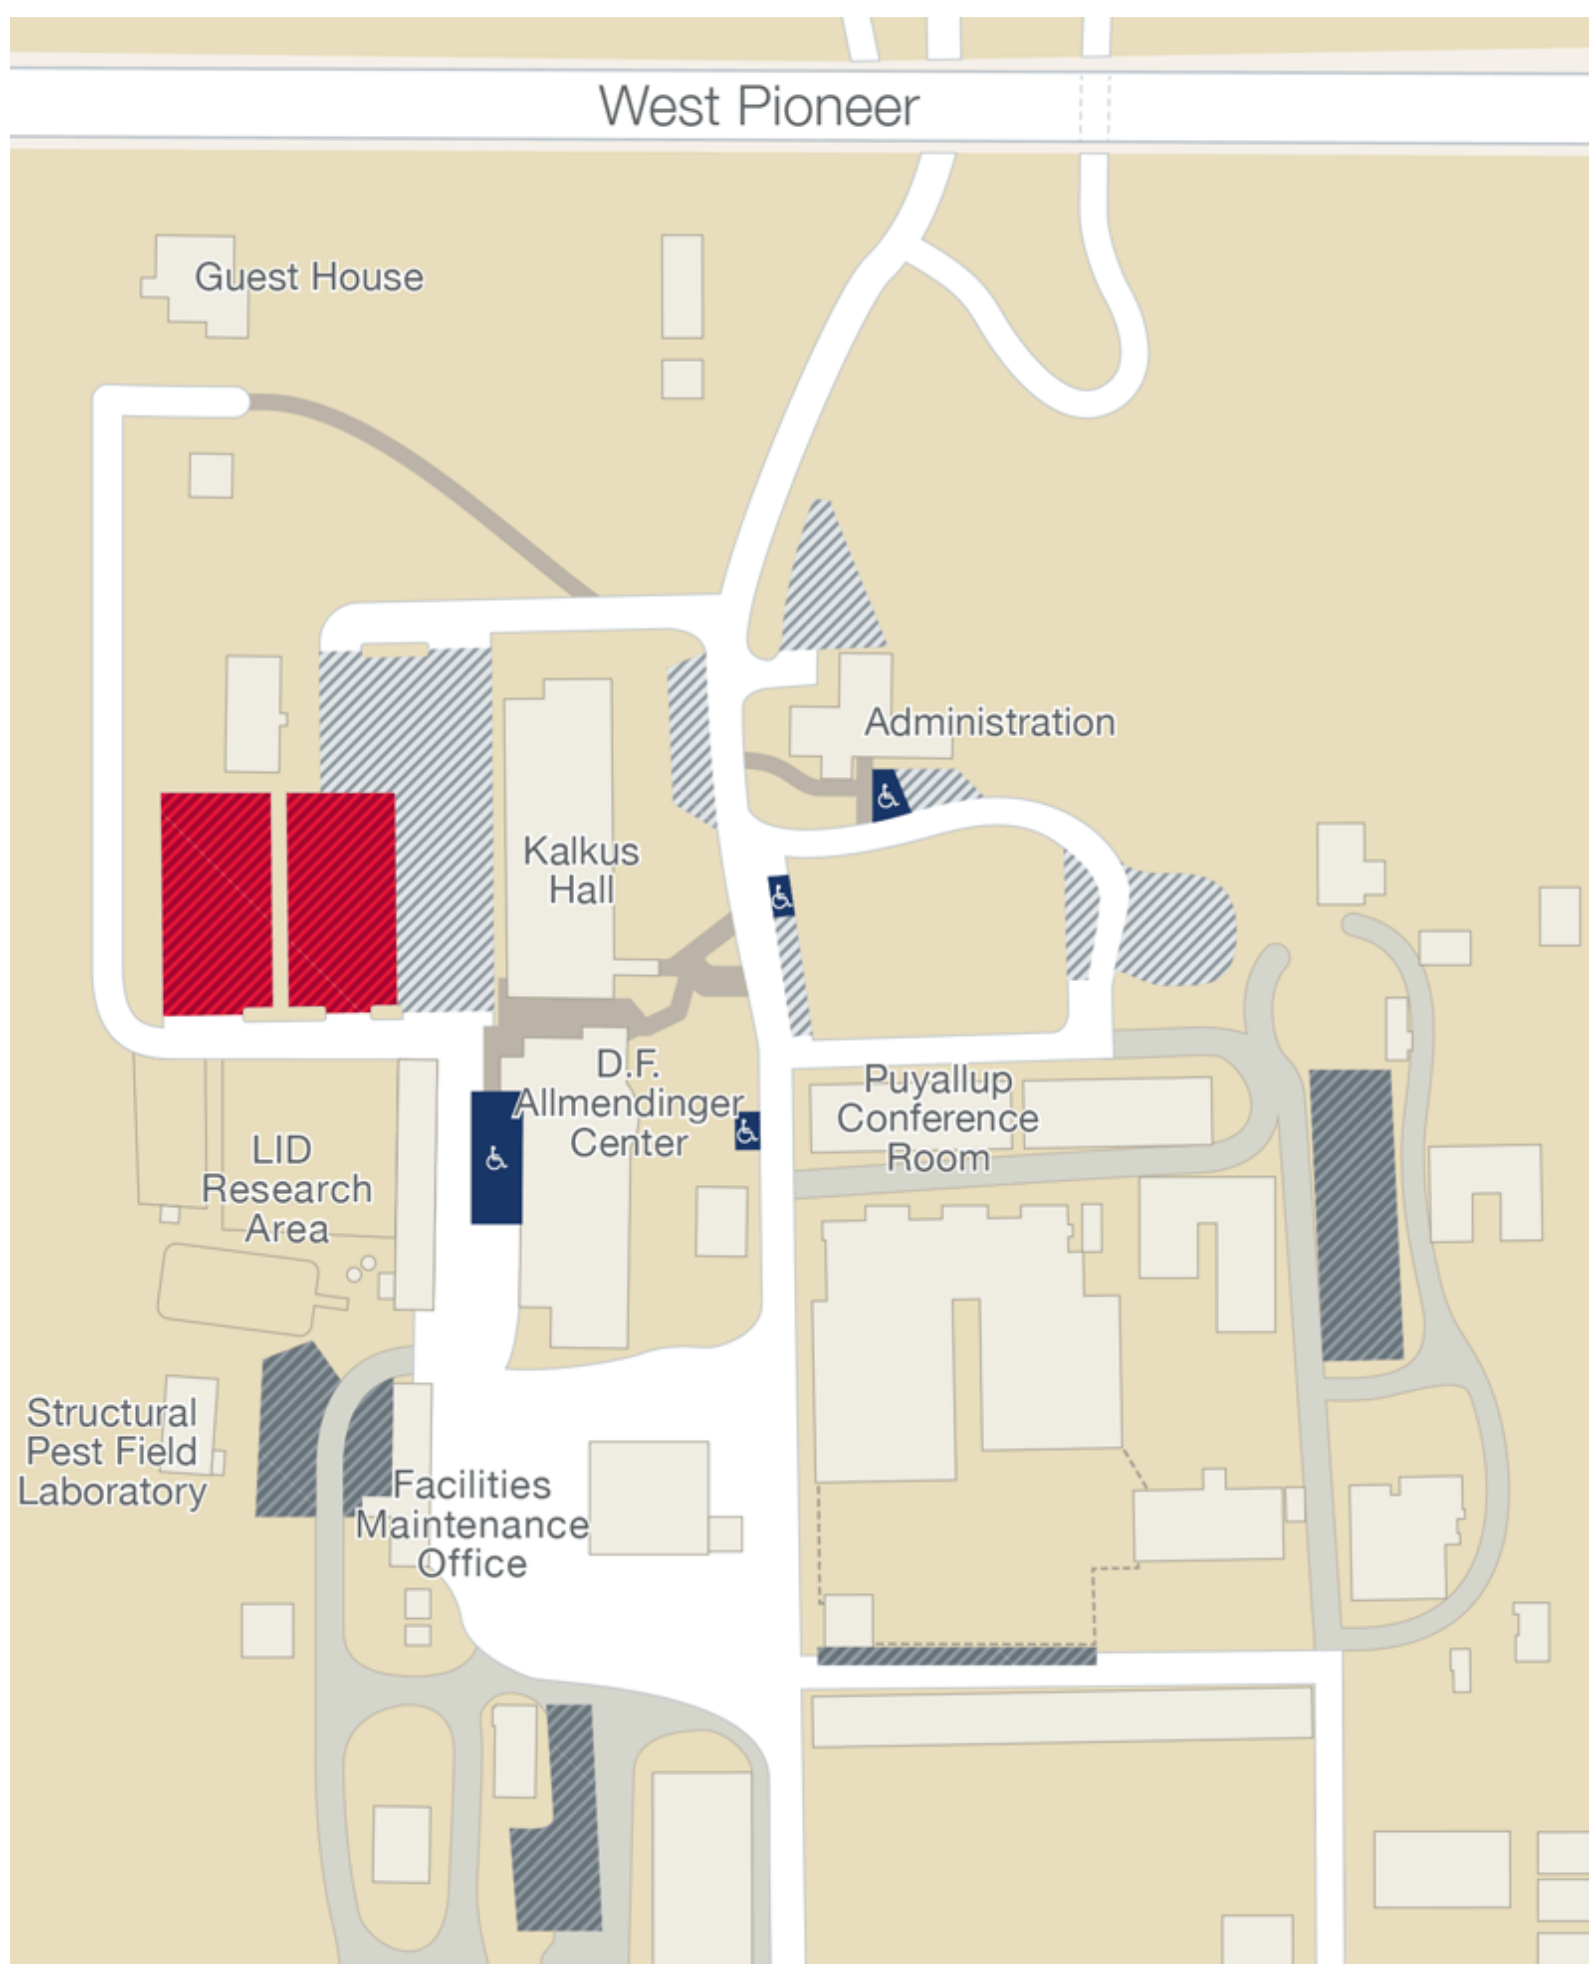 West Pioneer
Guest House
Administration
Kalkus
Hall
D.F.
Allmendinger
Center
Puyallup
Conference
Room
LID
Research
Area
Structural
Pest Field
Laboratory
Facilities
Maintenance
Office